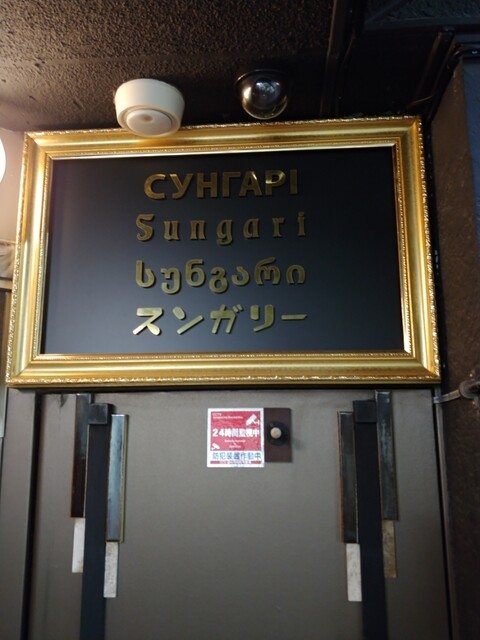 СУНГАРІ
Sungari
სუნგარი
スンガリー
24時間監視中
防犯装置作動中